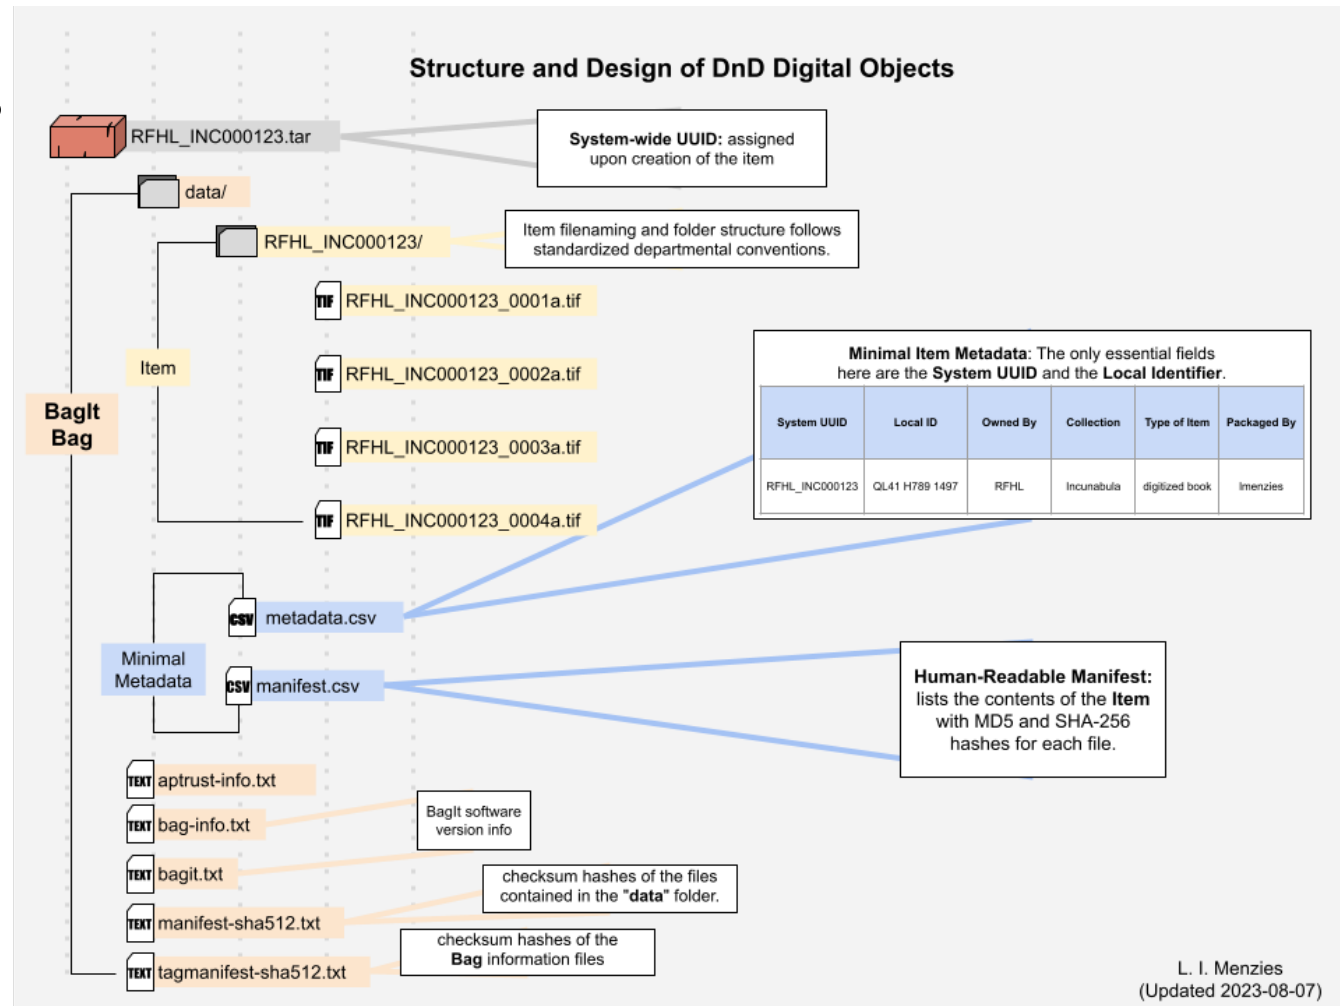 Structure and Design of DnD Digital Objects
RFHL_INC000123.tar
System-wide UUID: assigned
upon creation of the item
data/
RFHL_INC000123/
Item filenaming and folder structure follows
standardized departmental conventions.
TIF RFHL_INC000123_0001a.tif
Item
TIF RFHL_INC000123_0002a.tif
Minimal Item Metadata: The only essential fields
here are the System UUID and the Local Identifier.
System UUID Local ID Owned By Collection Type of Item Packaged By
RFHL_INC000123 QL41 H789 1497 RFHL Incunabula digitized book lmenzies
BagIt
Bag
TIF RFHL_INC000123_0003a.tif
TIF RFHL_INC000123_0004a.tif
CSV metadata.csv
Minimal
Metadata
CSV manifest.csv
Human-Readable Manifest:
lists the contents of the Item
with MD5 and SHA-256
hashes for each file.
TEXT aptrust-info.txt
TEXT bag-info.txt
BagIt software
version info
TEXT bagit.txt
checksum hashes of the files
contained in the "data" folder.
TEXT manifest-sha512.txt
checksum hashes of the
Bag information files
TEXT tagmanifest-sha512.txt
L. I. Menzies
(Updated 2023-08-07)